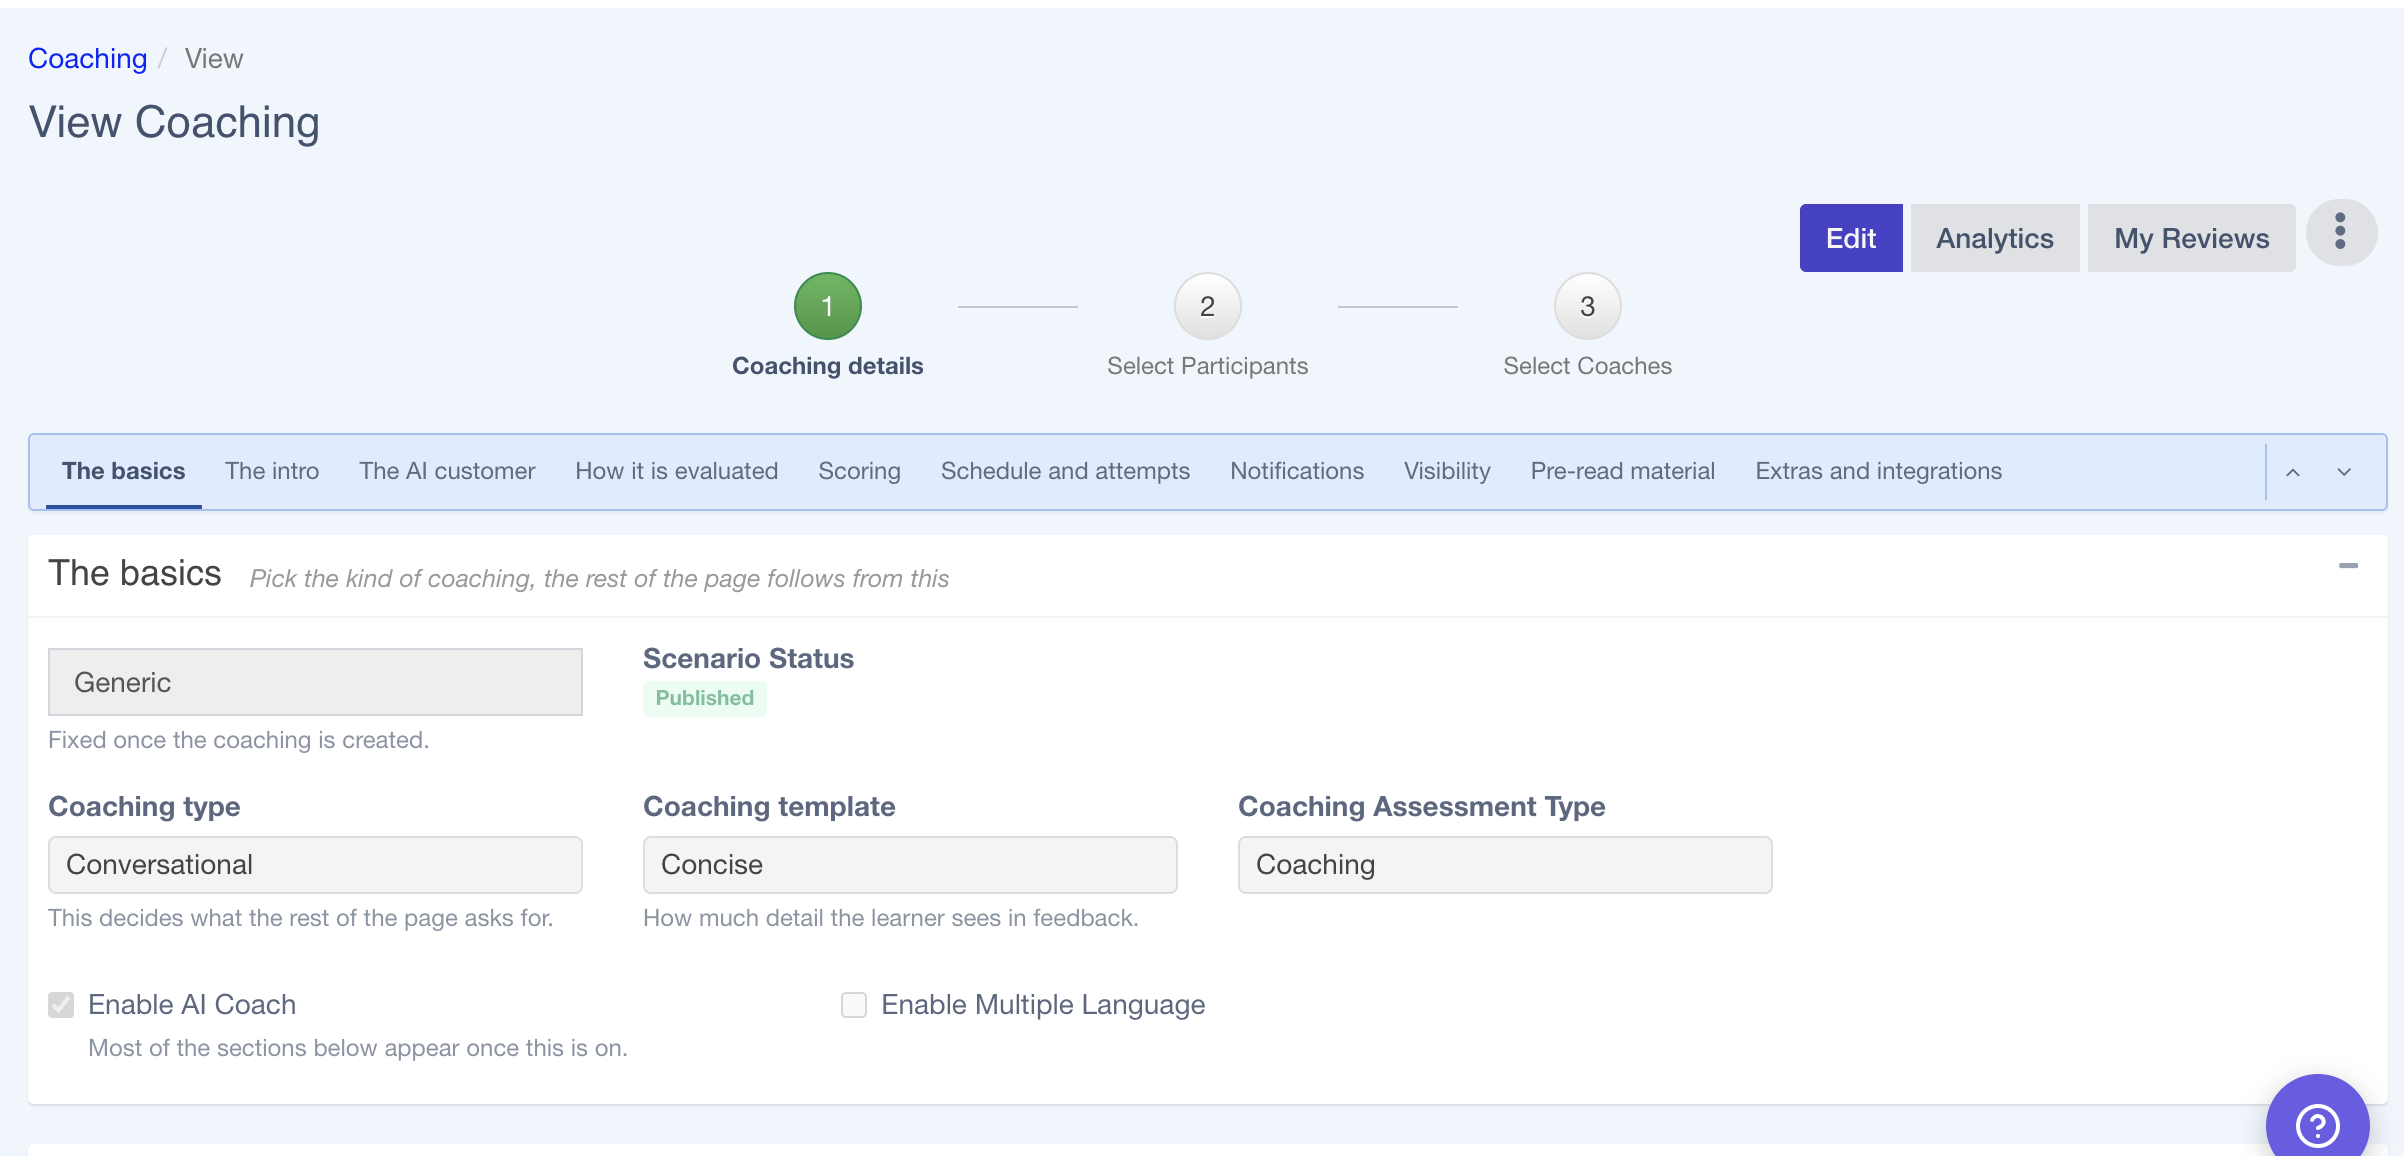 Coaching / View
View Coaching
Edit
Analytics
My Reviews
1
2
3
Coaching details
Select Participants
Select Coaches
The basics
The intro
The AI customer
How it is evaluated
Scoring
Schedule and attempts
Notifications
Visibility
Pre-read material
Extras and integrations
The basics
Pick the kind of coaching, the rest of the page follows from this
Generic
Fixed once the coaching is created.
Scenario Status
Published
Coaching type
Conversational
This decides what the rest of the page asks for.
Coaching template
Concise
How much detail the learner sees in feedback.
Coaching Assessment Type
Coaching
Enable AI Coach
Most of the sections below appear once this is on.
Enable Multiple Language
?